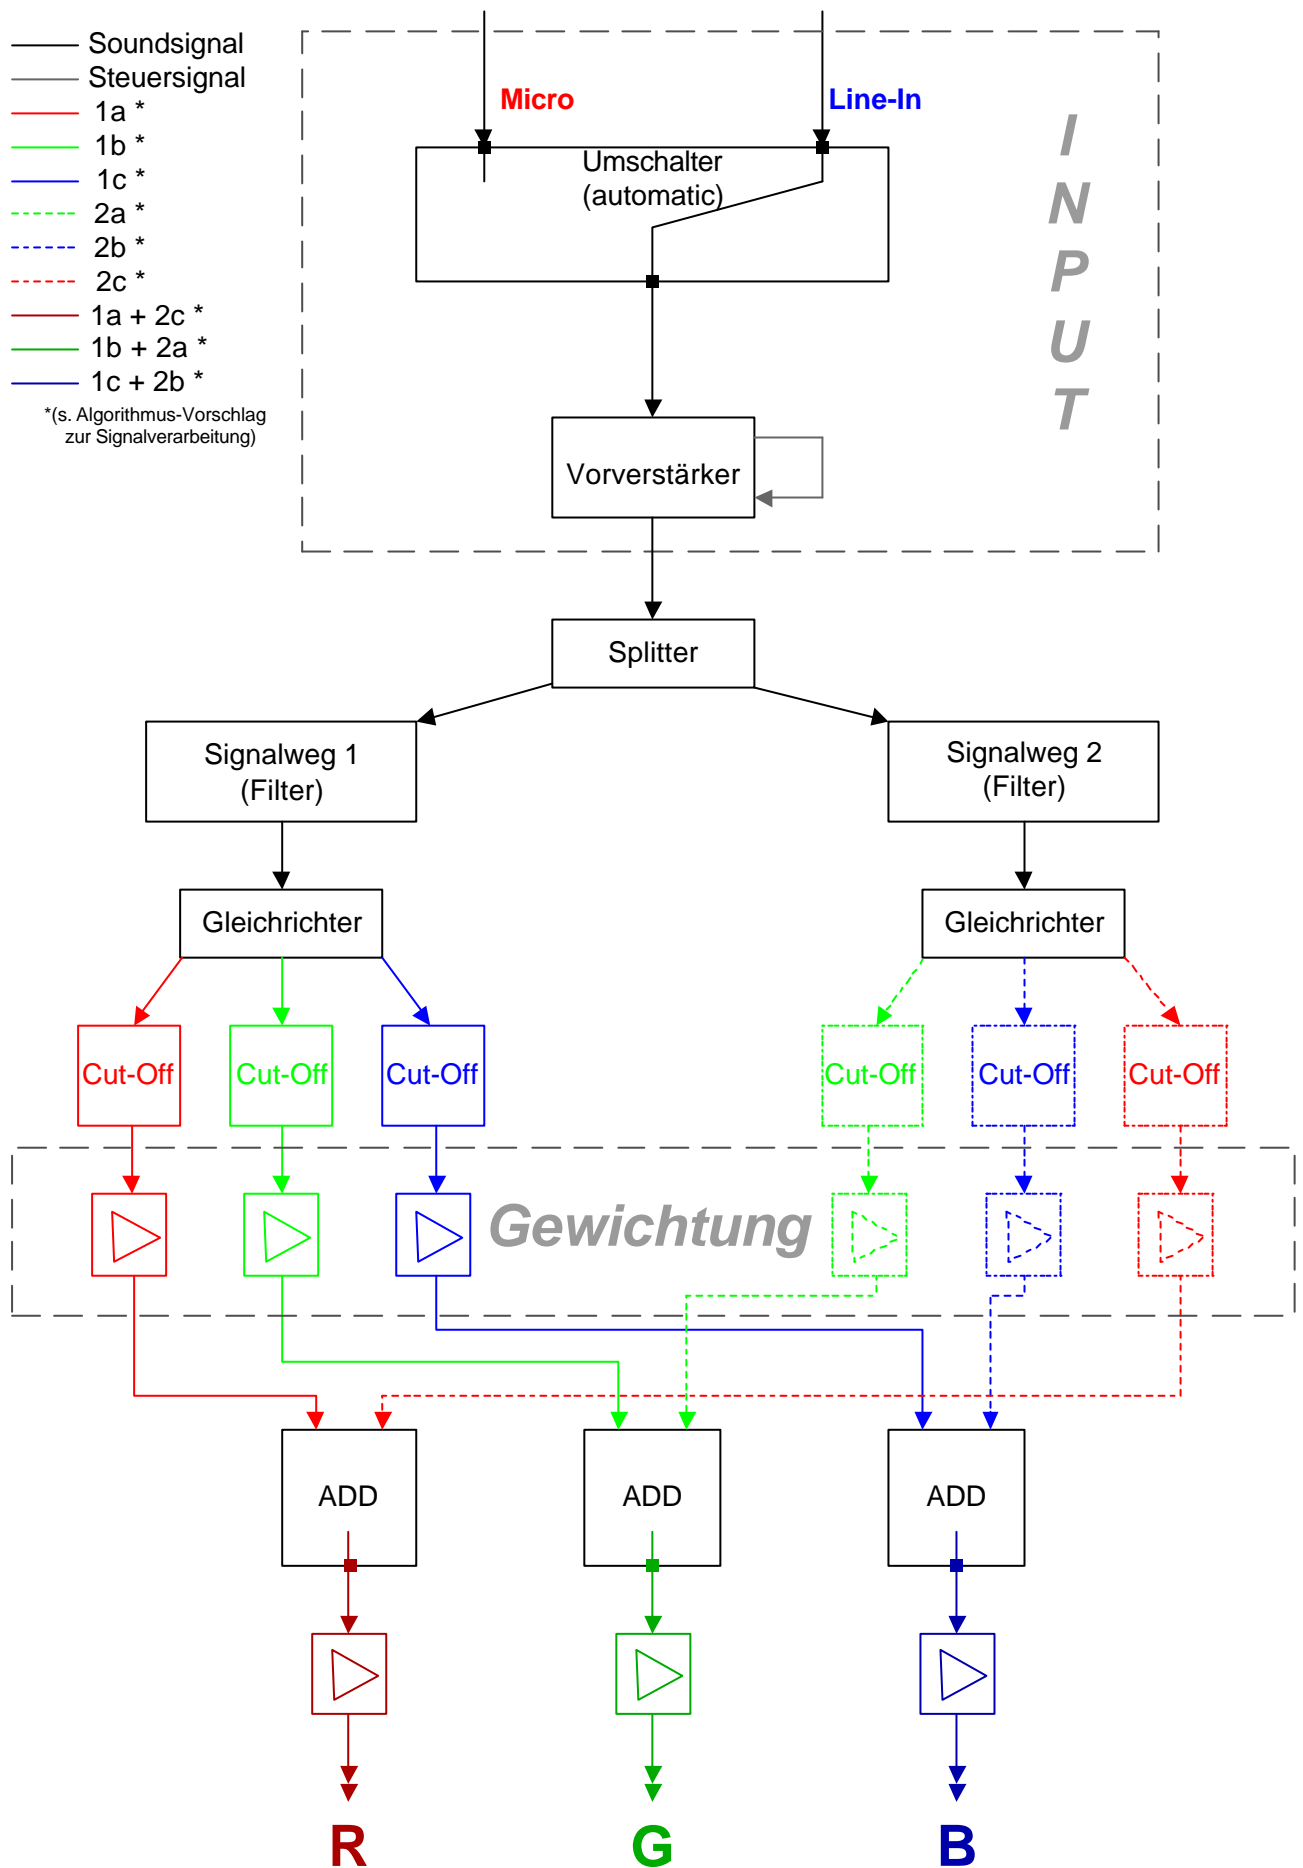 Soundsignal
Steuersignal
1a *
1b *
1c *
2a *
2b *
2c *
1a + 2c *
1b + 2a *
1c + 2b *
*(s. Algorithmus-Vorschlag
zur Signalverarbeitung)
Micro
Line-In
Umschalter
(automatic)
I
N
P
U
T
Vorverstärker
Splitter
Signalweg 1
(Filter)
Signalweg 2
(Filter)
Gleichrichter
Gleichrichter
Cut-Off
Cut-Off
Cut-Off
Cut-Off
Cut-Off
Cut-Off
Gewichtung
ADD
ADD
ADD
R
G
B